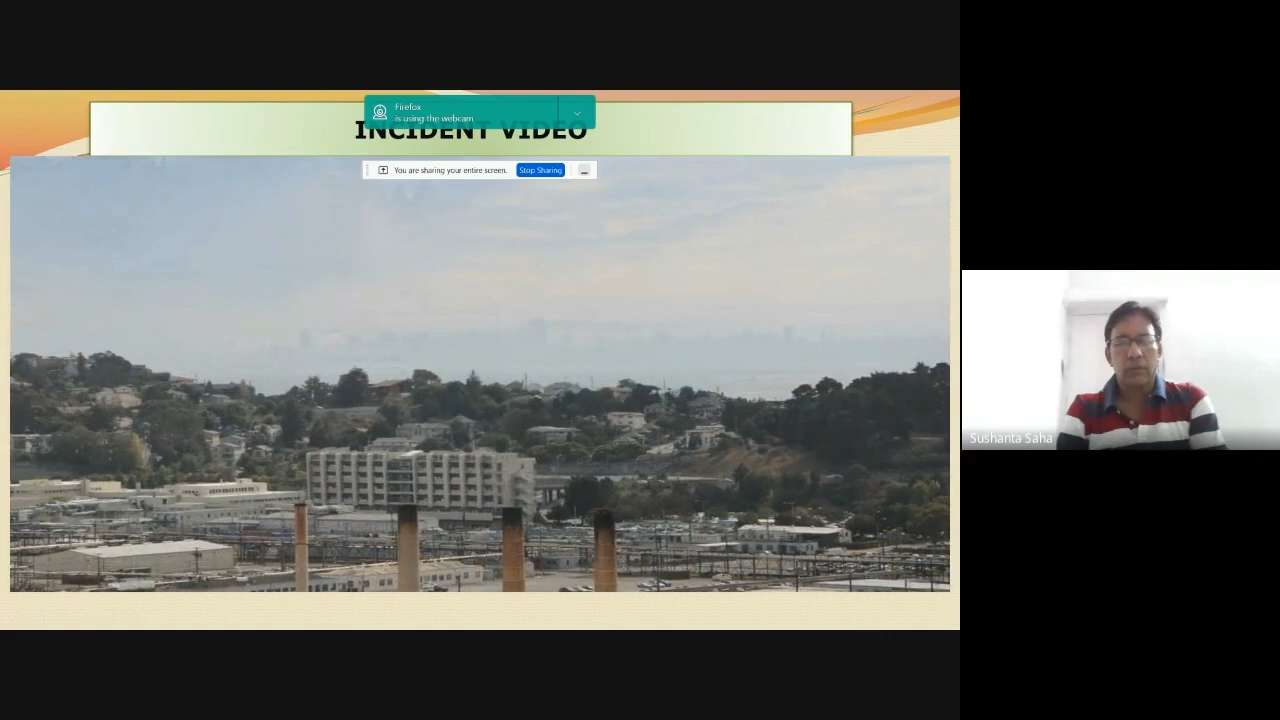 Firefox
is using the webcam
INCIDENT VIDEO
You are sharing your entire screen. Stop Sharing
Sushanta Saha